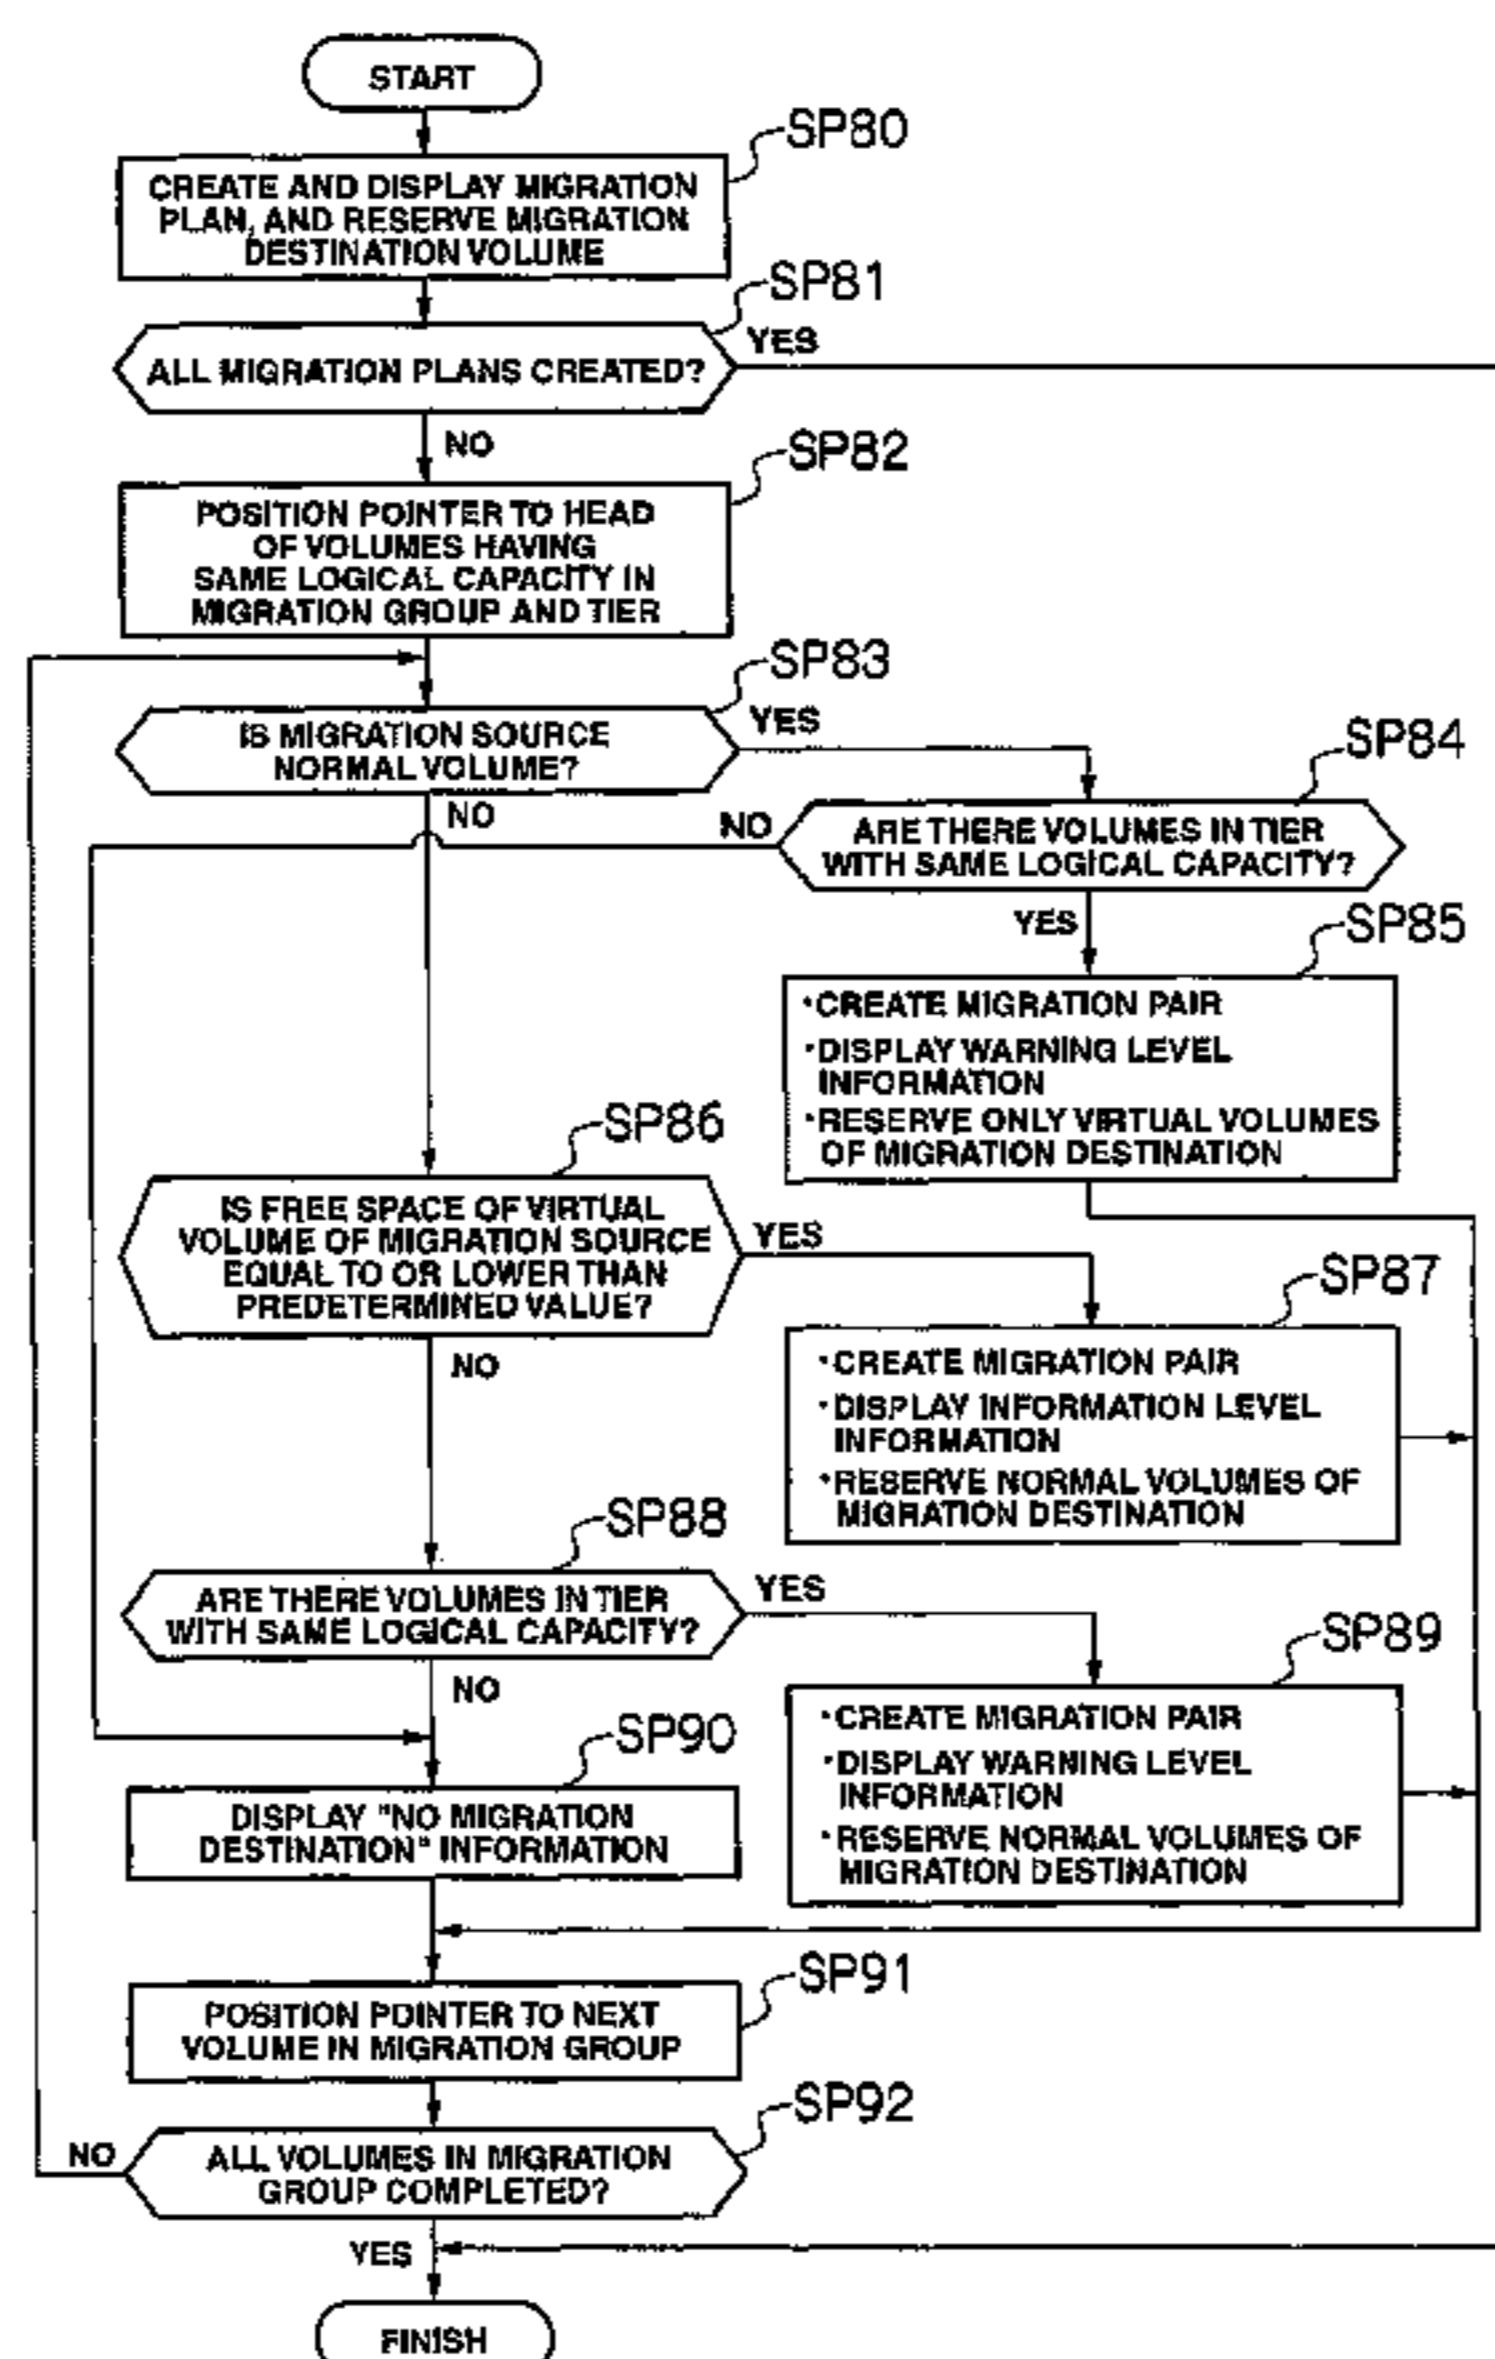 START
SP80
CREATE AND DISPLAY MIGRATION
PLAN, AND RESERVE MIGRATION
DESTINATION VOLUME
SP81
ALL MIGRATION PLANS CREATED?
YES
NO
SP82
POSITION POINTER TO HEAD
OF VOLUMES HAVING
SAME LOGICAL CAPACITY IN
MIGRATION GROUP AND TIER
SP83
IS MIGRATION SOURCE
NORMAL VOLUME?
YES
NO
SP84
NO
ARE THERE VOLUMES IN TIER
WITH SAME LOGICAL CAPACITY?
YES
SP85
•CREATE MIGRATION PAIR
•DISPLAY WARNING LEVEL
INFORMATION
•RESERVE ONLY VIRTUAL VOLUMES
OF MIGRATION DESTINATION
SP86
IS FREE SPACE OF VIRTUAL
VOLUME OF MIGRATION SOURCE
EQUAL TO OR LOWER THAN
PREDETERMINED VALUE?
YES
NO
SP87
•CREATE MIGRATION PAIR
•DISPLAY INFORMATION LEVEL
INFORMATION
•RESERVE NORMAL VOLUMES OF
MIGRATION DESTINATION
SP88
ARE THERE VOLUMES IN TIER
WITH SAME LOGICAL CAPACITY?
YES
NO
SP89
•CREATE MIGRATION PAIR
•DISPLAY WARNING LEVEL
INFORMATION
•RESERVE NORMAL VOLUMES OF
MIGRATION DESTINATION
SP90
DISPLAY "NO MIGRATION
DESTINATION" INFORMATION
SP91
POSITION POINTER TO NEXT
VOLUME IN MIGRATION GROUP
SP92
NO
ALL VOLUMES IN MIGRATION
GROUP COMPLETED?
YES
FINISH